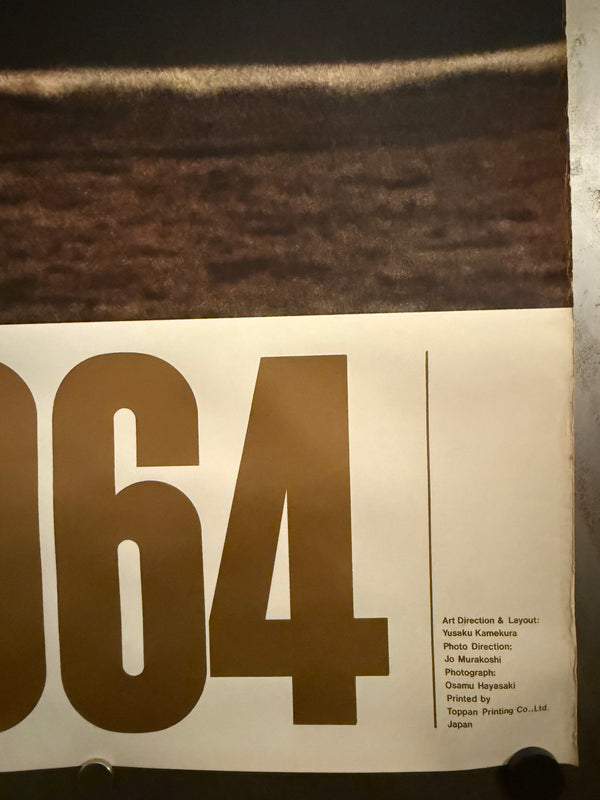 964
Art Direction & Layout:
Yusaku Kamekura
Photo Direction:
Jo Murakoshi
Photograph:
Osamu Hayasaki
Printed by
Toppan Printing Co.,Ltd.
Japan